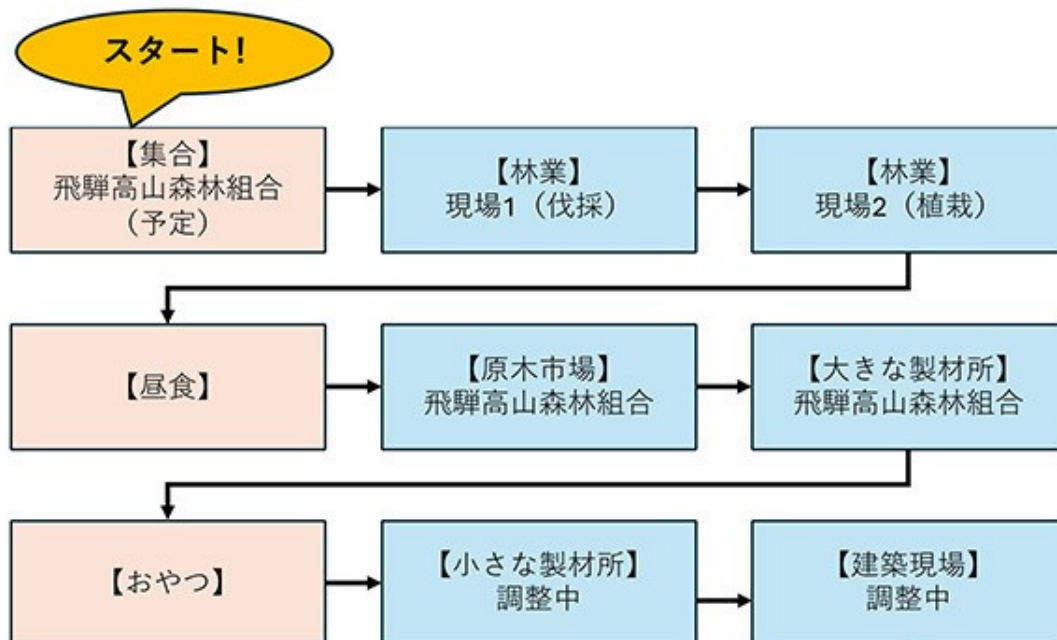 スタート!
【集合】
飛騨高山森林組合
（予定）
【林業】
現場1（伐採）
【林業】
現場2（植栽）
【昼食】
【原木市場】
飛騨高山森林組合
【大きな製材所】
飛騨高山森林組合
【おやつ】
【小さな製材所】
調整中
【建築現場】
調整中